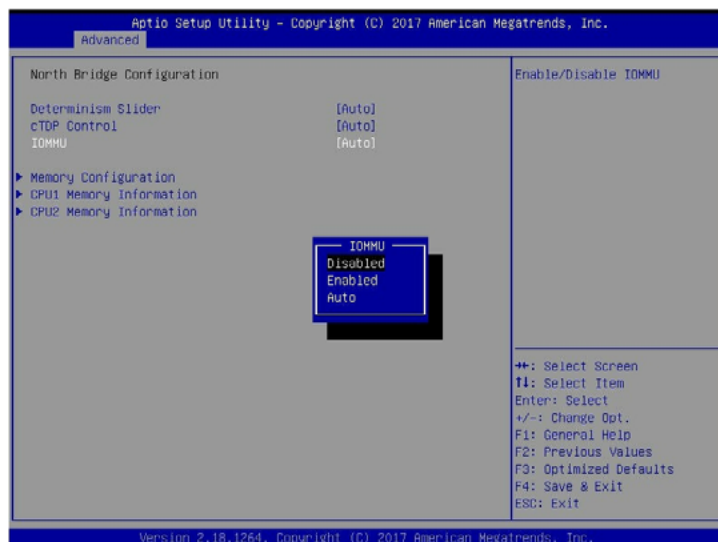 Aptio Setup Utility – Copyright (C) 2017 American Megatrends, Inc.
Advanced
North Bridge Configuration
Determinism Slider [Auto]
cTDP Control [Auto]
IOMMU [Auto]
Memory Configuration
CPU1 Memory Information
CPU2 Memory Information
IOMMU
Disabled
Enabled
Auto
Enable/Disable IOMMU
→←: Select Screen
↑↓: Select Item
Enter: Select
+/-: Change Opt.
F1: General Help
F2: Previous Values
F3: Optimized Defaults
F4: Save & Exit
ESC: Exit
Version 2.18.1264. Copyright (C) 2017 American Megatrends, Inc.